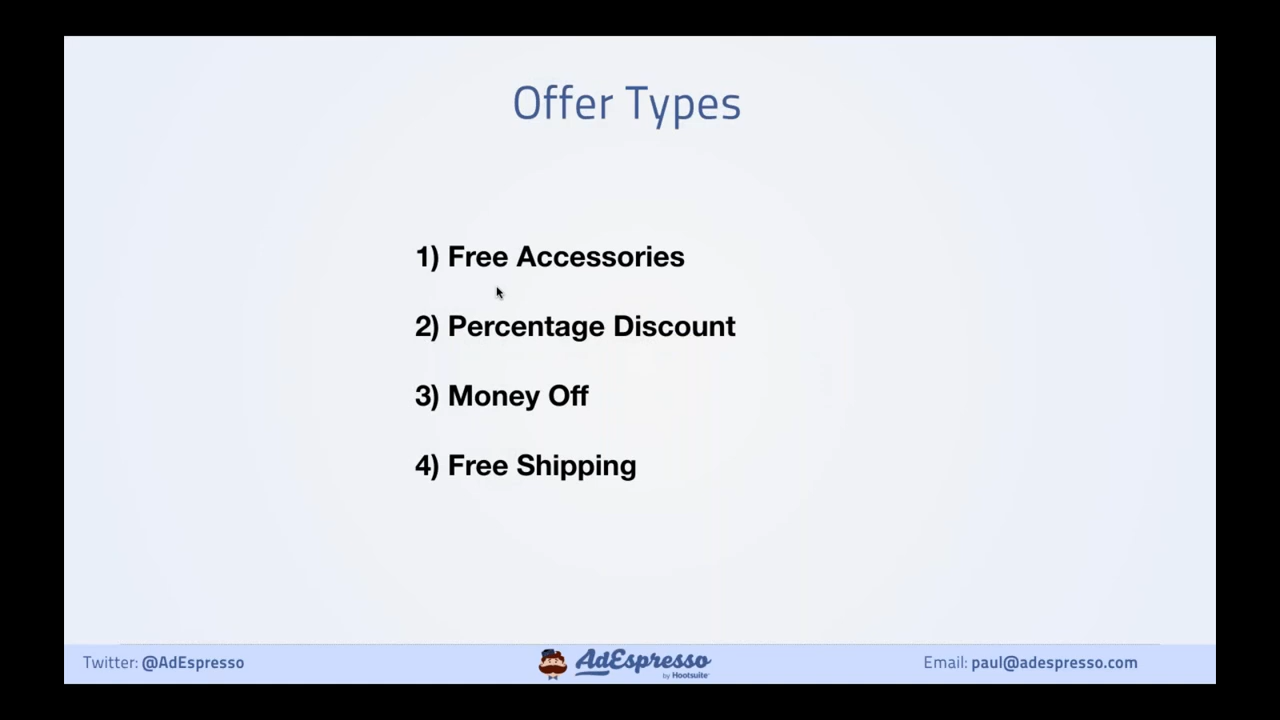 Offer Types
1) Free Accessories
2) Percentage Discount
3) Money Off
4) Free Shipping
Twitter: @AdEspresso
AdEspresso
by Hootsuite
Email: paul@adespresso.com